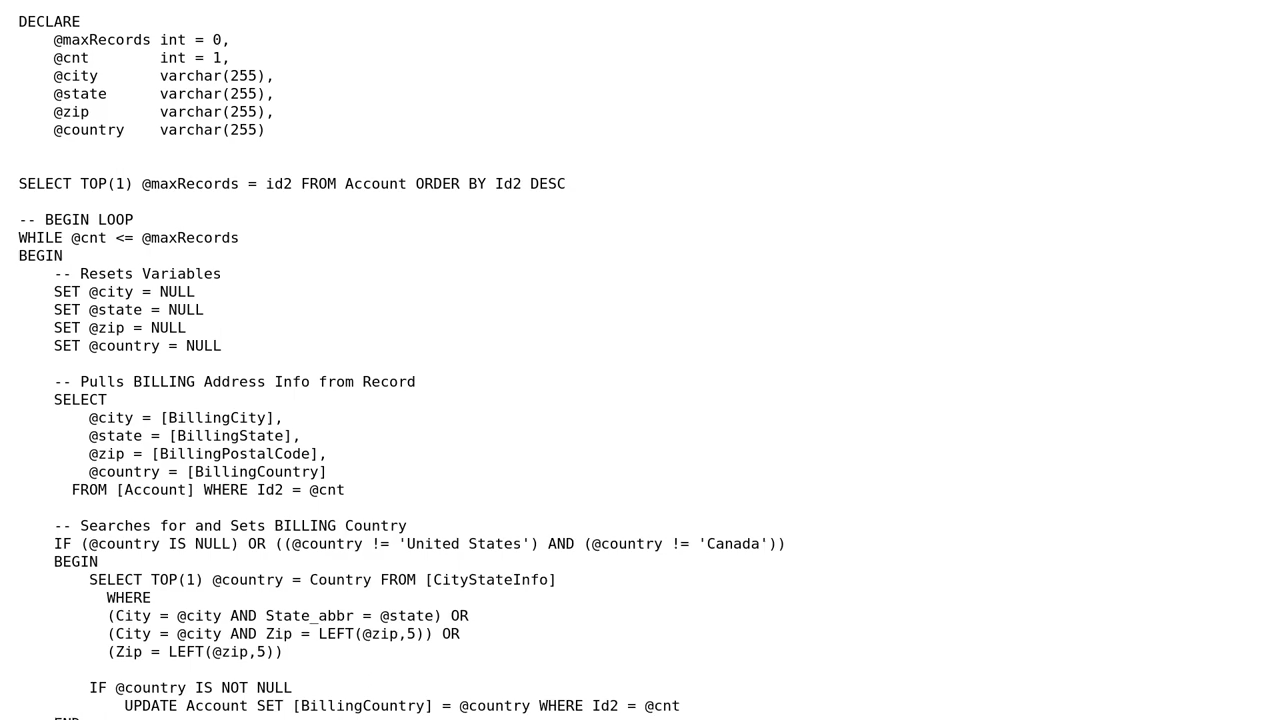 DECLARE
    @maxRecords int = 0,
    @cnt        int = 1,
    @city       varchar(255),
    @state      varchar(255),
    @zip        varchar(255),
    @country    varchar(255)
SELECT TOP(1) @maxRecords = id2 FROM Account ORDER BY Id2 DESC
-- BEGIN LOOP
WHILE @cnt <= @maxRecords
BEGIN
    -- Resets Variables
    SET @city = NULL
    SET @state = NULL
    SET @zip = NULL
    SET @country = NULL
    -- Pulls BILLING Address Info from Record
    SELECT
        @city = [BillingCity],
        @state = [BillingState],
        @zip = [BillingPostalCode],
        @country = [BillingCountry]
      FROM [Account] WHERE Id2 = @cnt
    -- Searches for and Sets BILLING Country
    IF (@country IS NULL) OR ((@country != 'United States') AND (@country != 'Canada'))
    BEGIN
        SELECT TOP(1) @country = Country FROM [CityStateInfo]
          WHERE
          (City = @city AND State_abbr = @state) OR
          (City = @city AND Zip = LEFT(@zip,5)) OR
          (Zip = LEFT(@zip,5))
        IF @country IS NOT NULL
            UPDATE Account SET [BillingCountry] = @country WHERE Id2 = @cnt